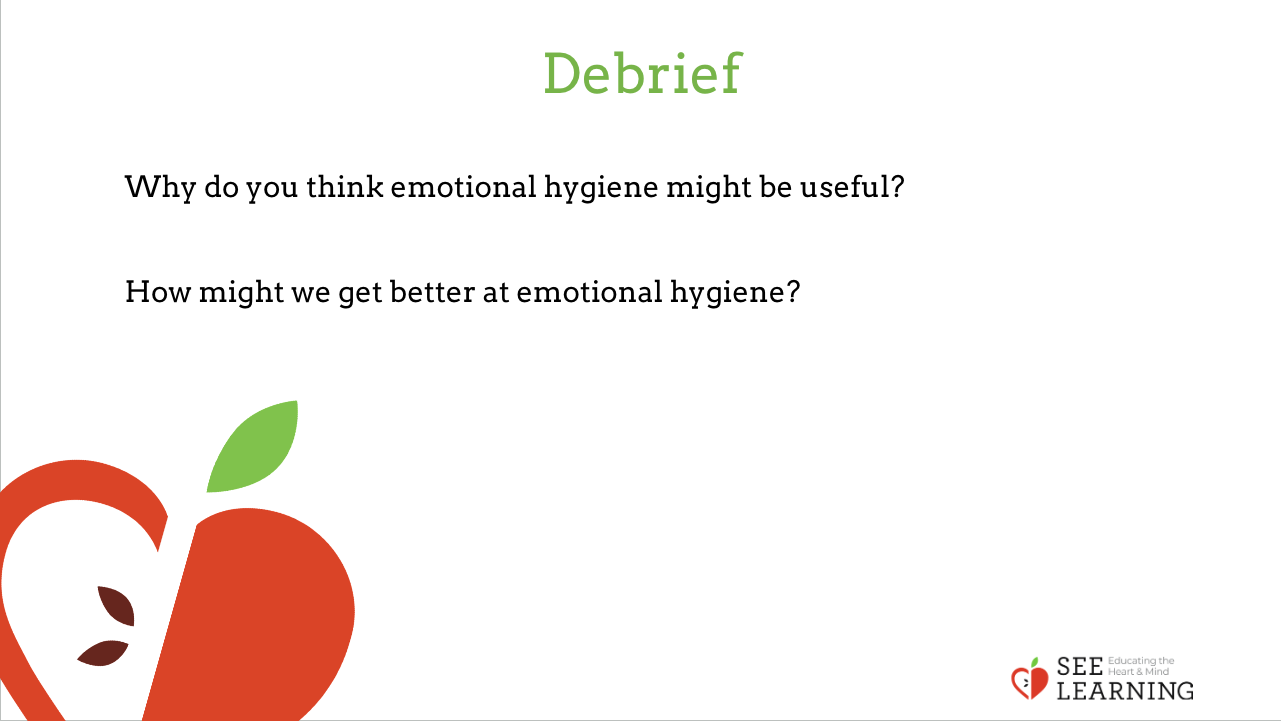 Debrief
Why do you think emotional hygiene might be useful?
How might we get better at emotional hygiene?
SEE Educating the
Heart & Mind
LEARNING